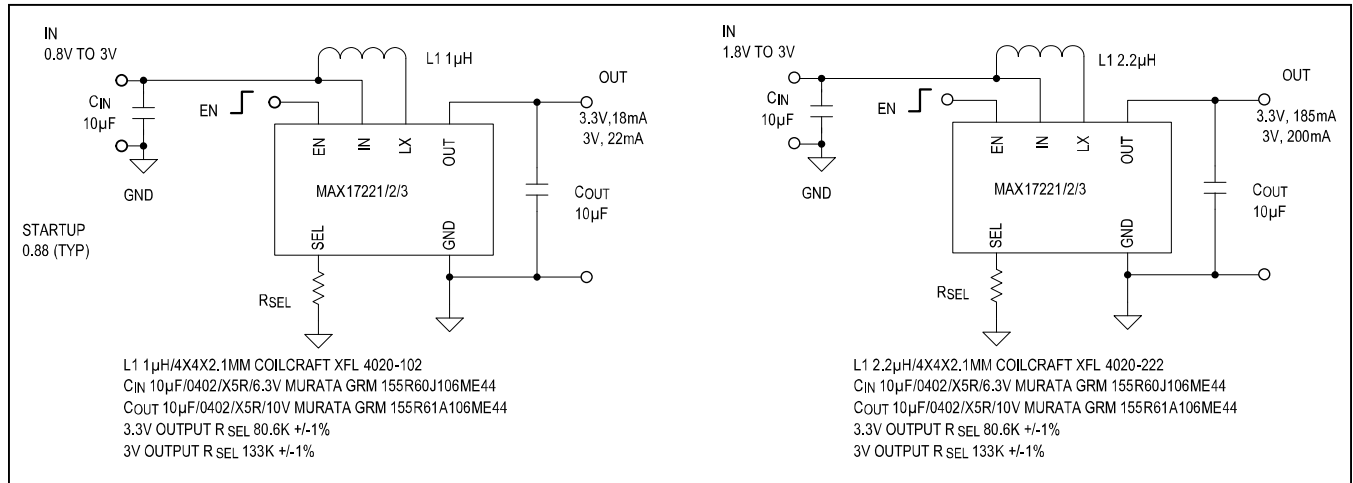 IN
0.8V TO 3V
CIN
10µF
GND
STARTUP
0.88 (TYP)
EN
L1 1µH
EN
IN
LX
OUT
MAX17221/2/3
SEL
GND
RSEL
OUT
3.3V,18mA
3V, 22mA
COUT
10µF
L1 1µH/4X4X2.1MM COILCRAFT XFL 4020-102
CIN 10µF/0402/X5R/6.3V MURATA GRM 155R60J106ME44
COUT 10µF/0402/X5R/10V MURATA GRM 155R61A106ME44
3.3V OUTPUT RSEL 80.6K +/-1%
3V OUTPUT RSEL 133K +/-1%
IN
1.8V TO 3V
CIN
10µF
GND
EN
L1 2.2µH
EN
IN
LX
OUT
MAX17221/2/3
SEL
GND
RSEL
OUT
3.3V, 185mA
3V, 200mA
COUT
10µF
L1 2.2µH/4X4X2.1MM COILCRAFT XFL 4020-222
CIN 10µF/0402/X5R/6.3V MURATA GRM 155R60J106ME44
COUT 10µF/0402/X5R/10V MURATA GRM 155R61A106ME44
3.3V OUTPUT RSEL 80.6K +/-1%
3V OUTPUT RSEL 133K +/-1%